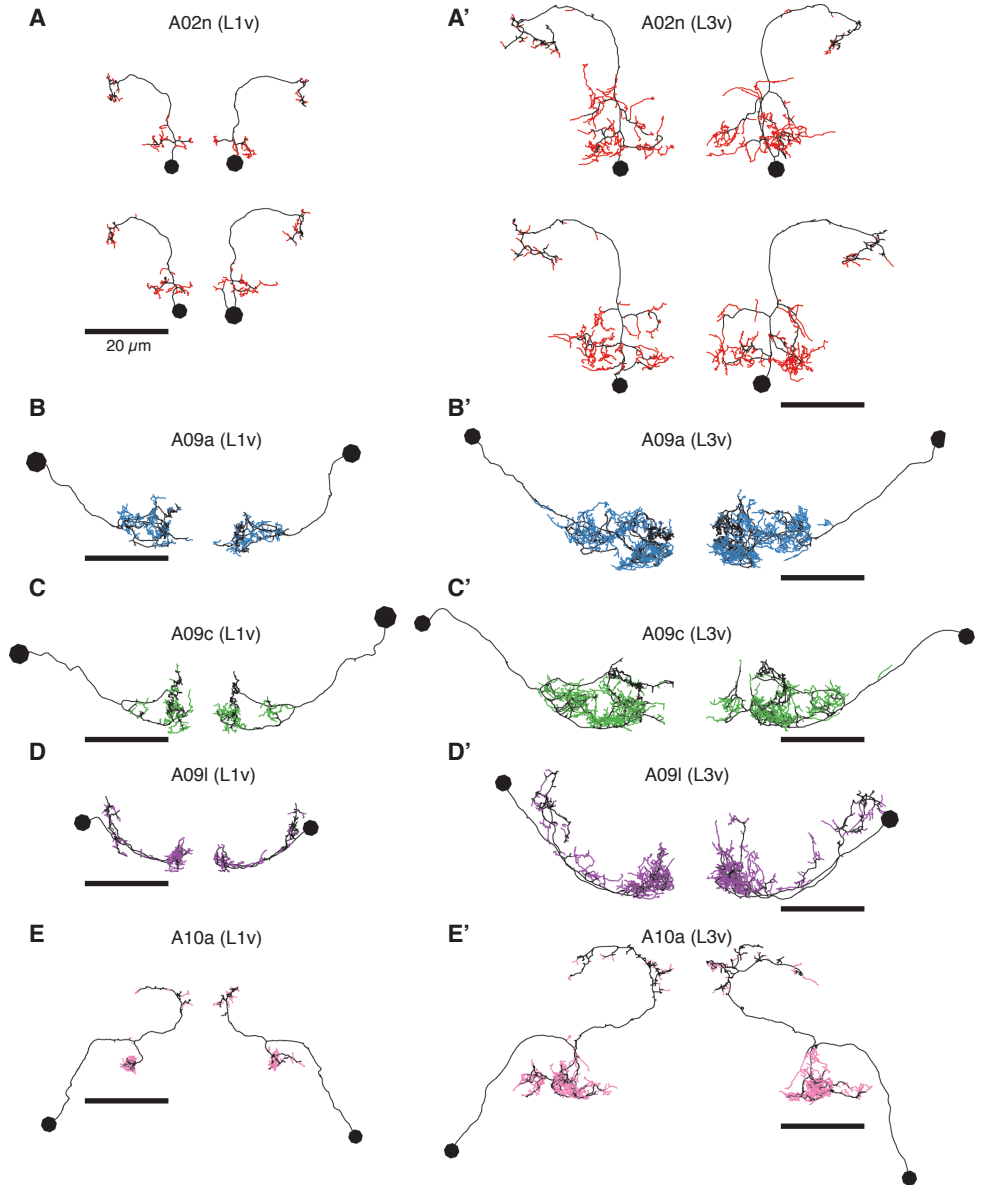 A
A02n (L1v)
A'
A02n (L3v)
20 µm
B
A09a (L1v)
B'
A09a (L3v)
C
A09c (L1v)
C'
A09c (L3v)
D
A09l (L1v)
D'
A09l (L3v)
E
A10a (L1v)
E'
A10a (L3v)